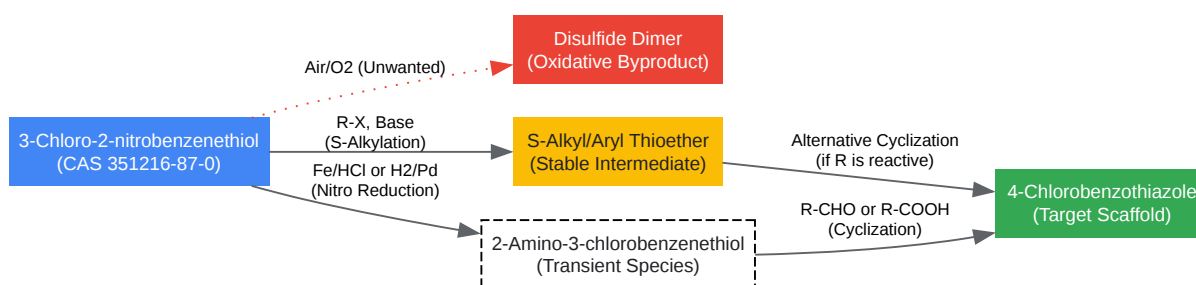 Disulfide Dimer
(Oxidative Byproduct)
Air/O2 (Unwanted)
3-Chloro-2-nitrobenzenethiol
(CAS 351216-87-0)
R-X, Base
(S-Alkylation)
S-Alkyl/Aryl Thioether
(Stable Intermediate)
Alternative Cyclization
(if R is reactive)
Fe/HCl or H2/Pd
(Nitro Reduction)
2-Amino-3-chlorobenzenethiol
(Transient Species)
R-CHO or R-COOH
(Cyclization)
4-Chlorobenzothiazole
(Target Scaffold)